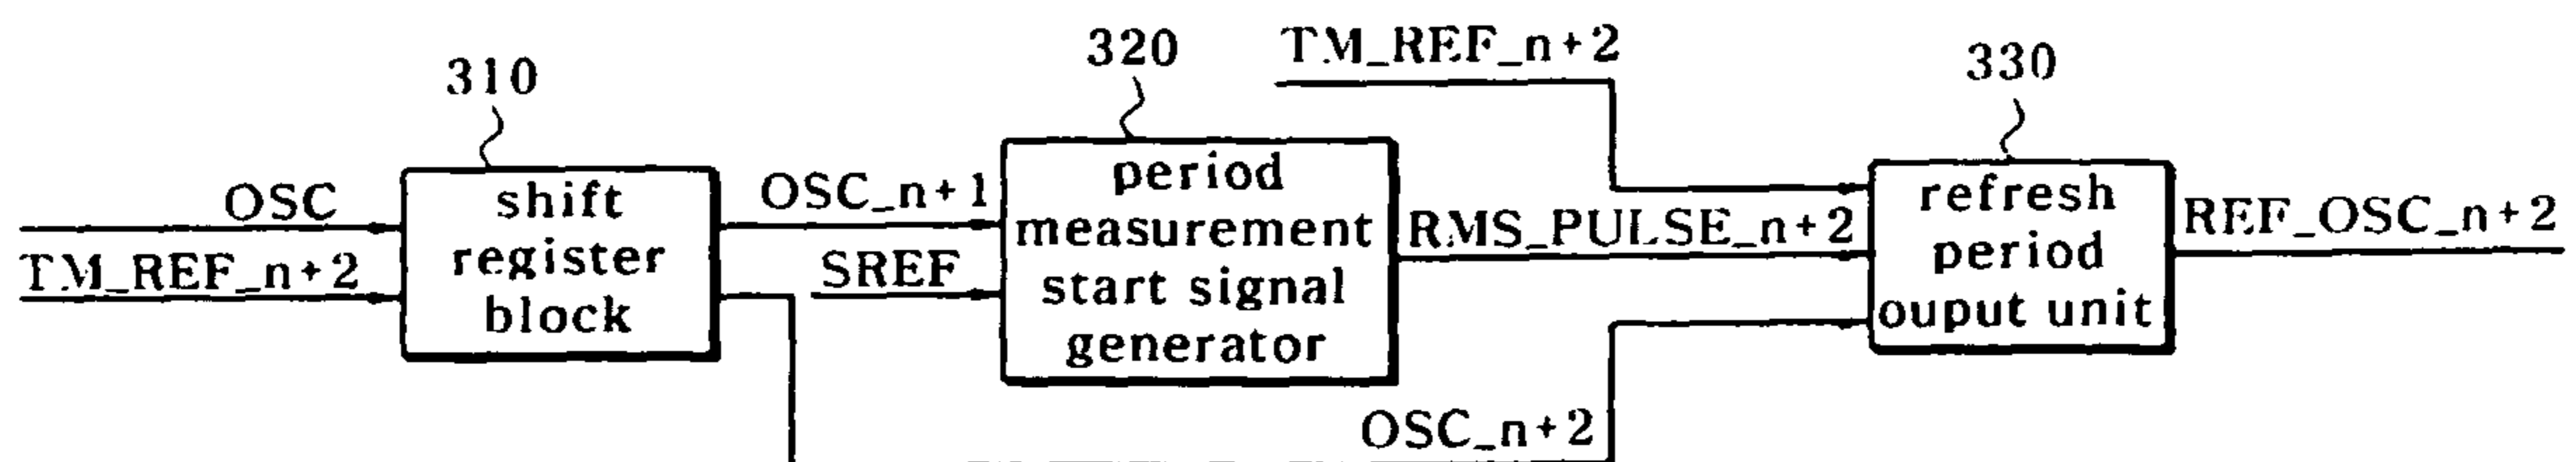 310
320
TM_REF_n+2
330
OSC
TM_REF_n+2
shift
register
block
OSC_n+1
SREF
period
measurement
start signal
generator
RMS_PULSE_n+2
refresh
period
ouput unit
REF_OSC_n+2
OSC_n+2